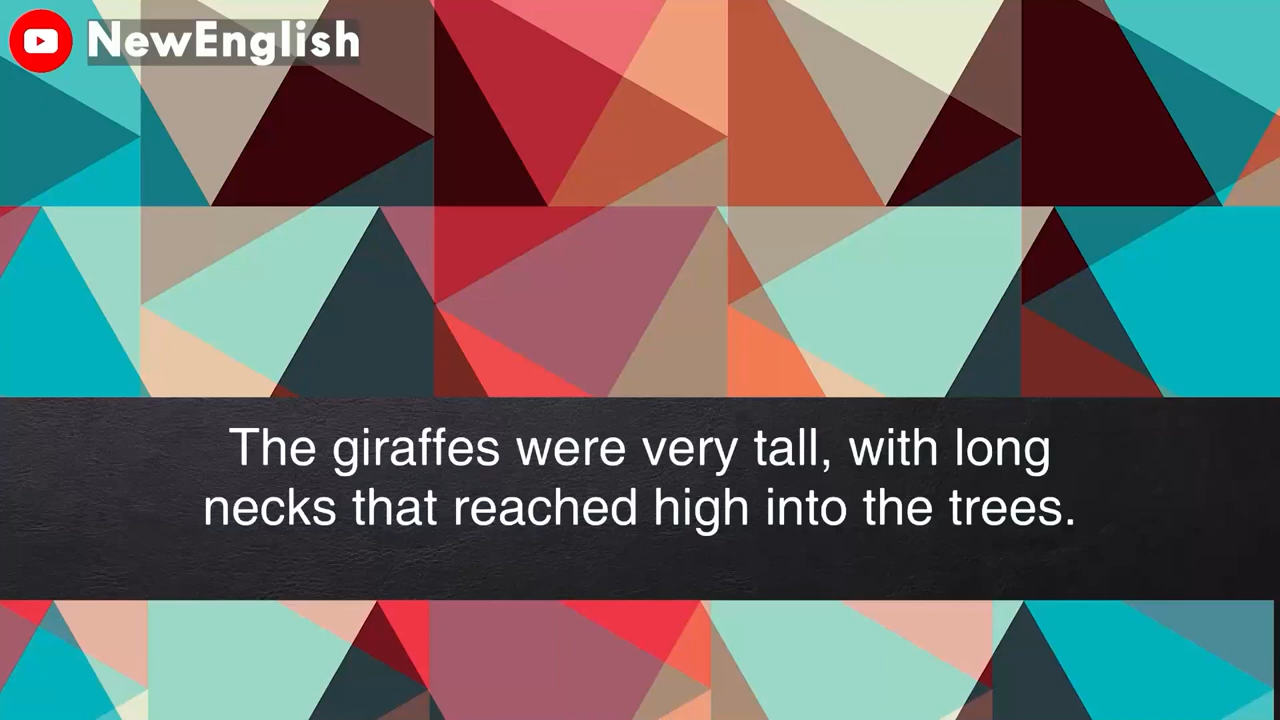 NewEnglish
The giraffes were very tall, with long
necks that reached high into the trees.